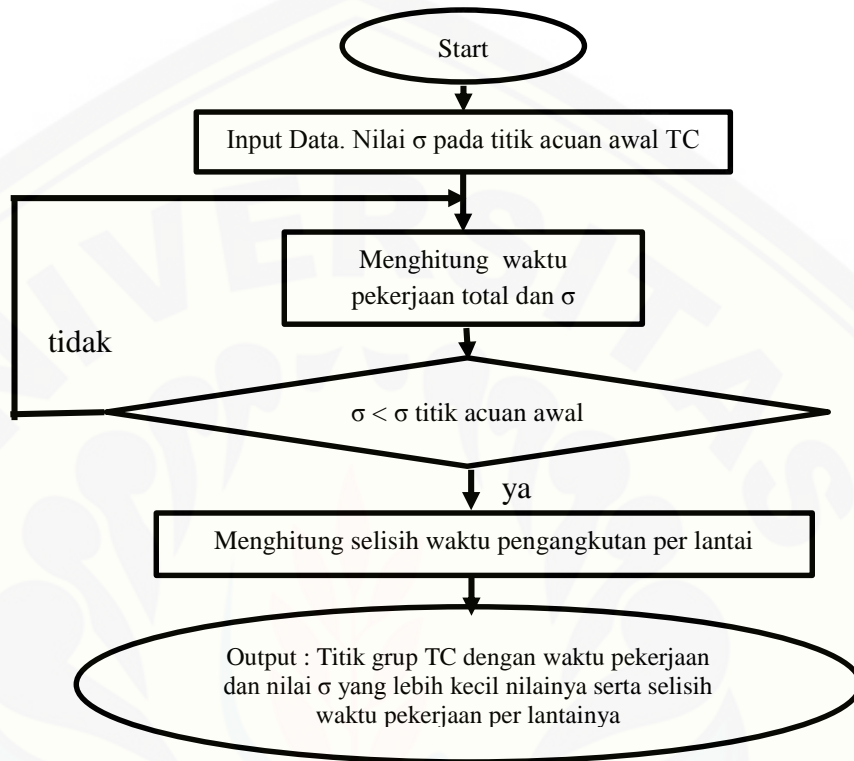 Start
Input Data. Nilai σ pada titik acuan awal TC
Menghitung waktu
pekerjaan total dan σ
tidak
σ < σ titik acuan awal
ya
Menghitung selisih waktu pengangkutan per lantai
Output : Titik grup TC dengan waktu pekerjaan
dan nilai σ yang lebih kecil nilainya serta selisih
waktu pekerjaan per lantainya
UNIVERSITAS